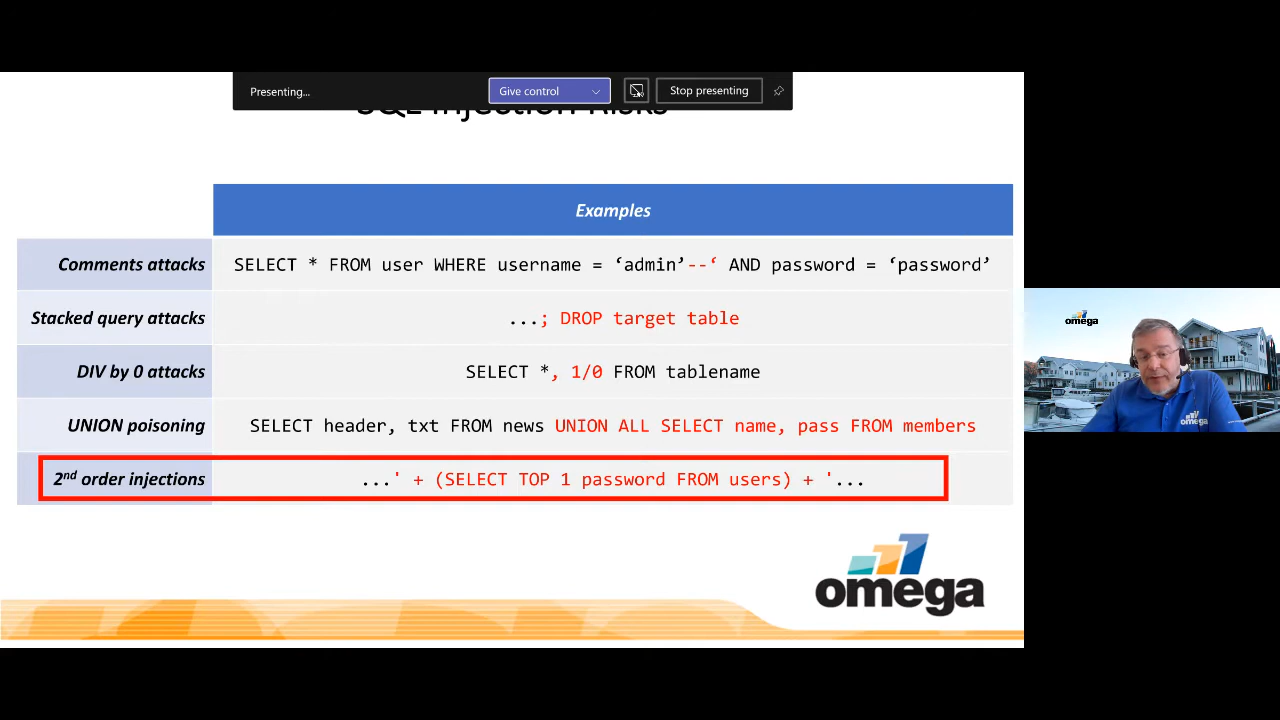 Presenting...
Give control
Stop presenting
SQL Injection Risks
Examples
Comments attacks
SELECT * FROM user WHERE username = ‘admin’--‘ AND password = ‘password’
Stacked query attacks
...; DROP target table
DIV by 0 attacks
SELECT *, 1/0 FROM tablename
UNION poisoning
SELECT header, txt FROM news UNION ALL SELECT name, pass FROM members
2nd order injections
...' + (SELECT TOP 1 password FROM users) + '...
omega
omega
omega